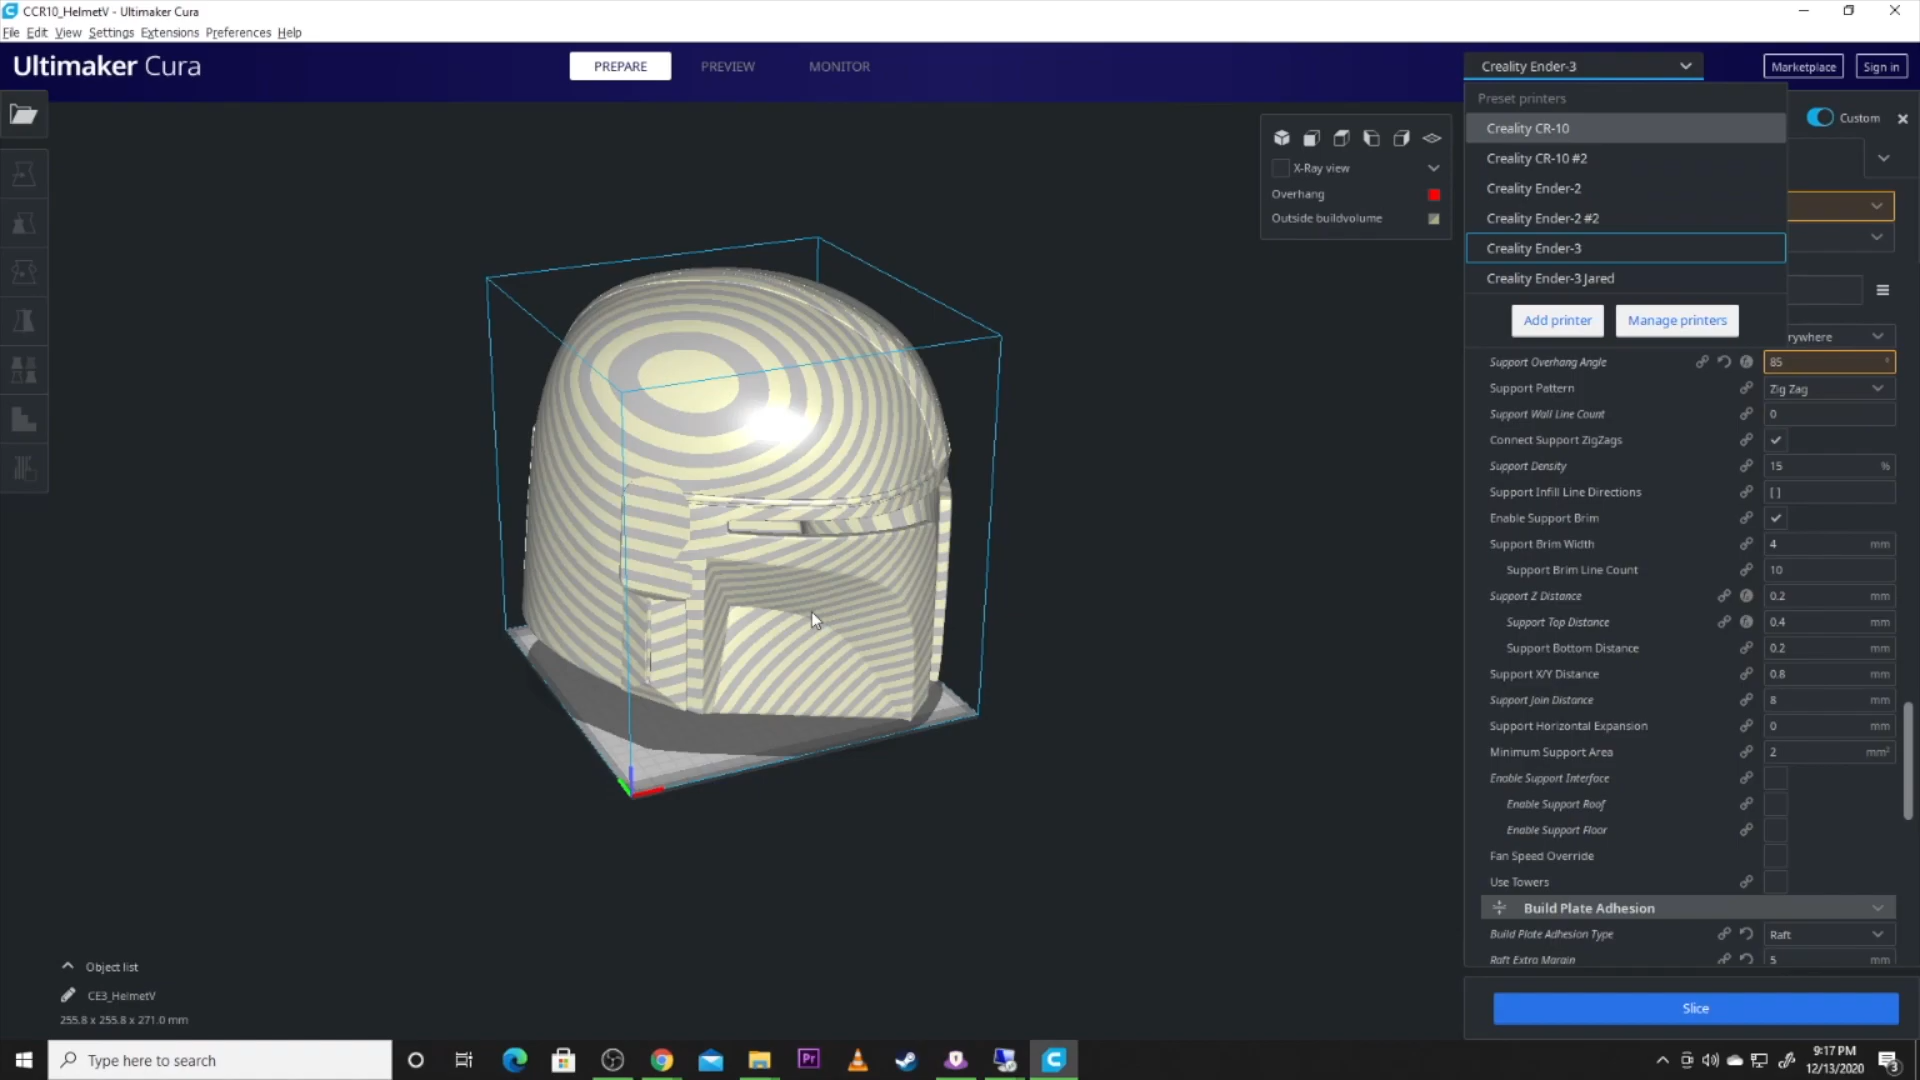 CCR10_HelmetV - Ultimaker Cura
File Edit View Settings Extensions Preferences Help
Ultimaker Cura
PREPARE
PREVIEW
MONITOR
Creality Ender-3
Marketplace
Sign in
Preset printers
Creality CR-10
Creality CR-10 #2
Creality Ender-2
Creality Ender-2 #2
Creality Ender-3
Creality Ender-3 Jared
Add printer
Manage printers
Custom
X-Ray view
Overhang
Outside buildvolume
rywhere
Support Overhang Angle 85 °
Support Pattern Zig Zag
Support Wall Line Count 0
Connect Support ZigZags
Support Density 15 %
Support Infill Line Directions [ ]
Enable Support Brim
Support Brim Width 4 mm
Support Brim Line Count 10
Support Z Distance 0.2 mm
Support Top Distance 0.4 mm
Support Bottom Distance 0.2 mm
Support X/Y Distance 0.8 mm
Support Join Distance 8 mm
Support Horizontal Expansion 0 mm
Minimum Support Area 2 mm²
Enable Support Interface
Enable Support Roof
Enable Support Floor
Fan Speed Override
Use Towers
Build Plate Adhesion
Build Plate Adhesion Type Raft
Raft Extra Margin 5 mm
Slice
Object list
CE3_HelmetV
255.8 x 255.8 x 271.0 mm
Type here to search
Pr
9:17 PM
12/13/2020
3